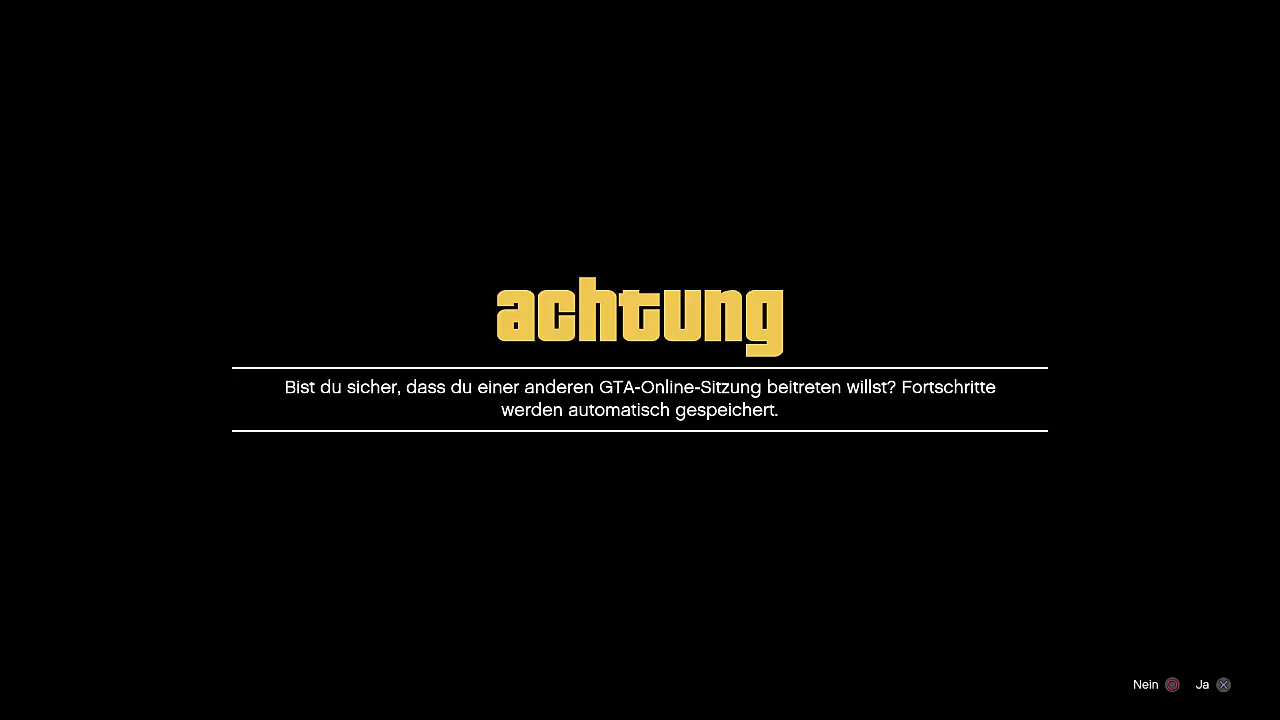 achtung
Bist du sicher, dass du einer anderen GTA-Online-Sitzung beitreten willst? Fortschritte
werden automatisch gespeichert.
Nein Ja